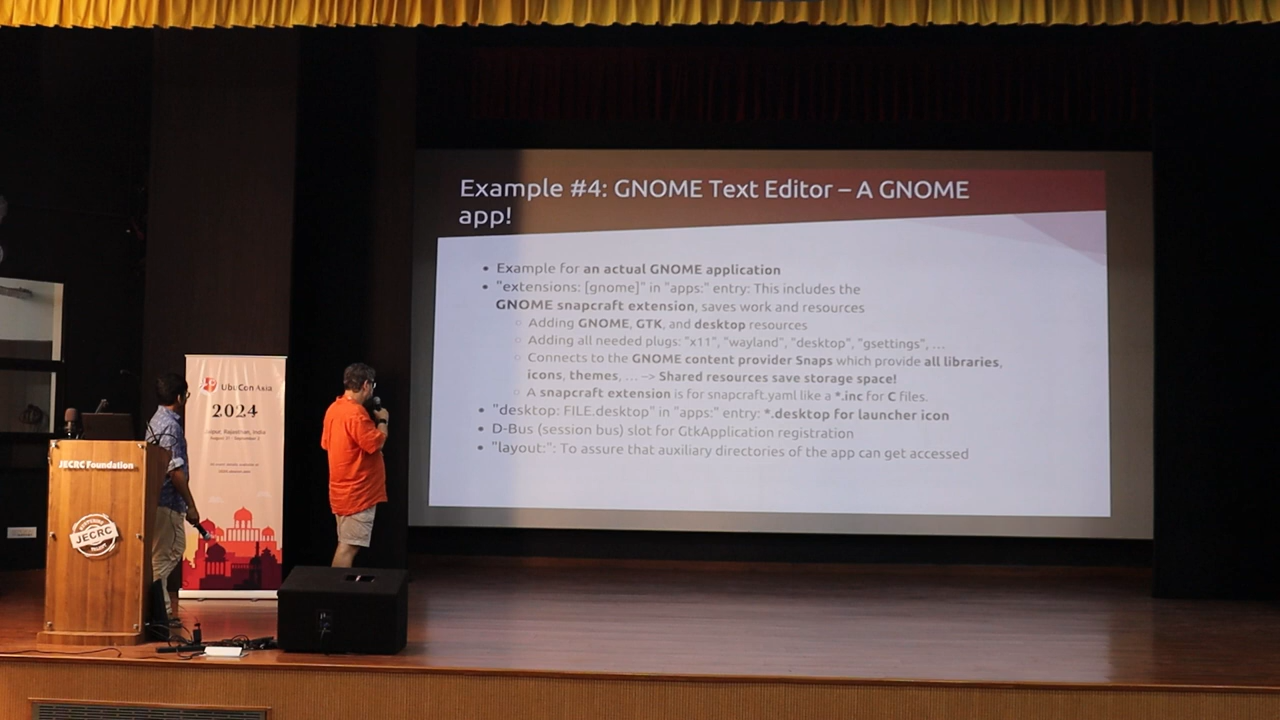 Example #4: GNOME Text Editor – A GNOME
app!
• Example for an actual GNOME application
• "extensions: [gnome]" in "apps:" entry: This includes the
GNOME snapcraft extension, saves work and resources
○ Adding GNOME, GTK, and desktop resources
○ Adding all needed plugs: "x11", "wayland", "desktop", "gsettings", …
○ Connects to the GNOME content provider Snaps which provide all libraries,
icons, themes, … –> Shared resources save storage space!
○ A snapcraft extension is for snapcraft.yaml like a *.inc for C files.
• "desktop: FILE.desktop" in "apps:" entry: *.desktop for launcher icon
• D-Bus (session bus) slot for GtkApplication registration
• "layout:": To assure that auxiliary directories of the app can get accessed
UbuCon Asia
2024
Jaipur, Rajasthan, India
JECRC Foundation
JECRC